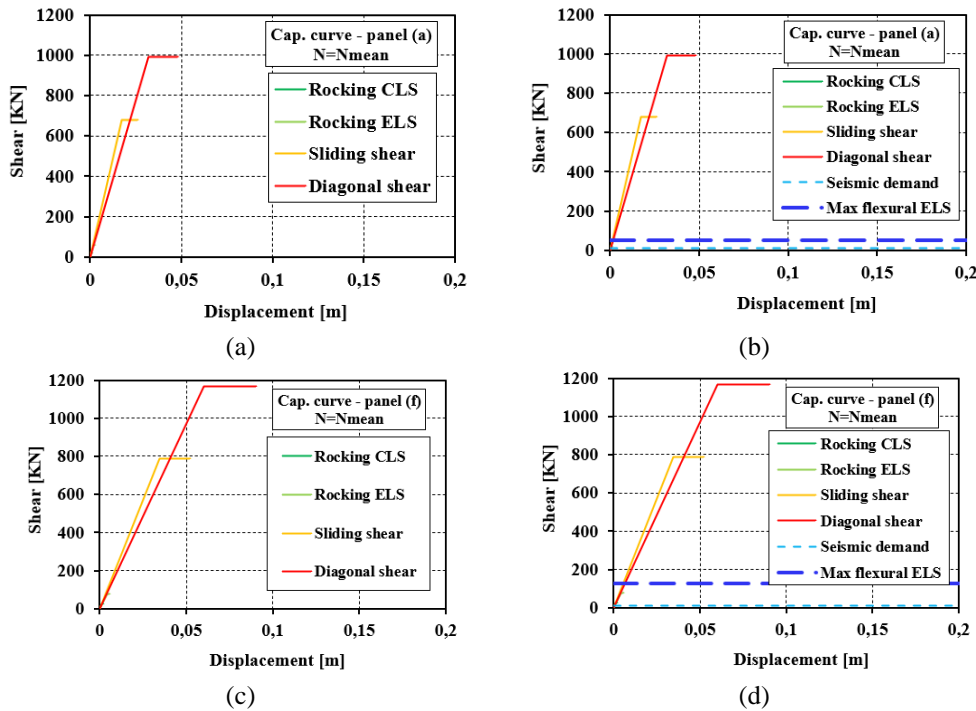 Cap. curve - panel (a)
N=Nmean
Shear [KN]
1200
1000
800
600
400
200
0
Rocking CLS
Rocking ELS
Sliding shear
Diagonal shear
0 0,05 0,1 0,15 0,2
Displacement [m]
(a)
Cap. curve - panel (a)
N=Nmean
Shear [KN]
1200
1000
800
600
400
200
0
Rocking CLS
Rocking ELS
Sliding shear
Diagonal shear
Seismic demand
Max flexural ELS
0 0,05 0,1 0,15 0,2
Displacement [m]
(b)
Cap. curve - panel (f)
N=Nmean
Shear [KN]
1200
1000
800
600
400
200
0
Rocking CLS
Rocking ELS
Sliding shear
Diagonal shear
0 0,05 0,1 0,15 0,2
Displacement [m]
(c)
Cap. curve - panel (f)
N=Nmean
Shear [KN]
1200
1000
800
600
400
200
0
Rocking CLS
Rocking ELS
Sliding shear
Diagonal shear
Seismic demand
Max flexural ELS
0 0,05 0,1 0,15 0,2
Displacement [m]
(d)